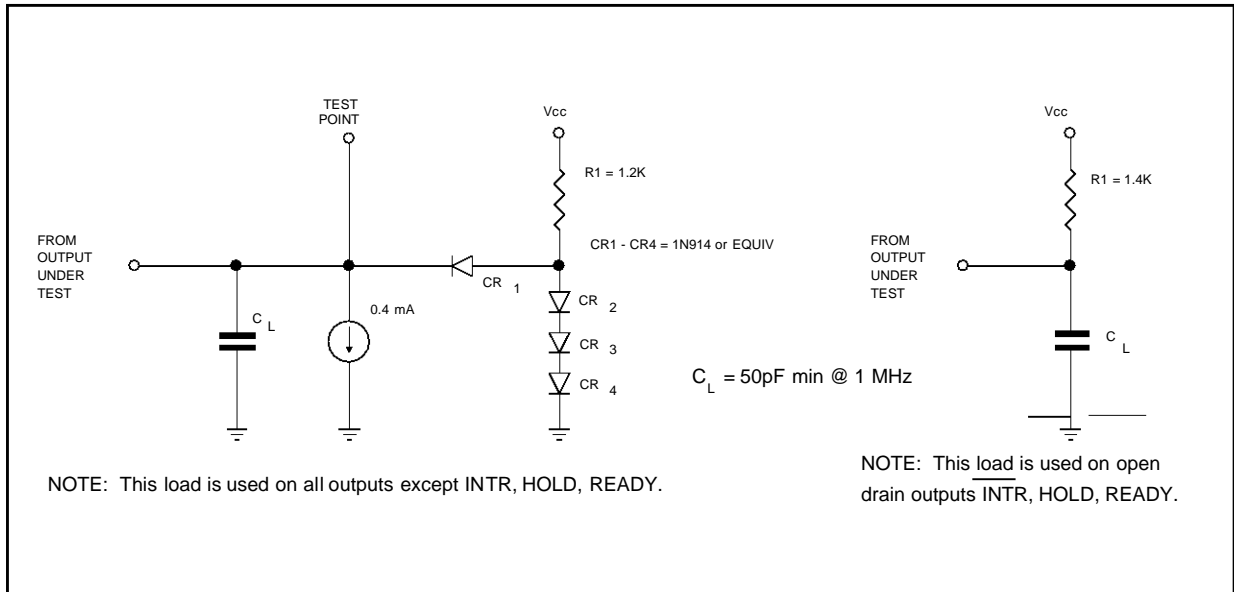 TEST
POINT
Vcc
R1 = 1.2K
CR1 - CR4 = 1N914 or EQUIV
FROM
OUTPUT
UNDER
TEST
CR 1
C L
0.4 mA
CR 2
CR 3
CR 4
C L = 50pF min @ 1 MHz
NOTE: This load is used on all outputs except INTR, HOLD, READY.
Vcc
R1 = 1.4K
FROM
OUTPUT
UNDER
TEST
C L
NOTE: This load is used on open
drain outputs INTR, HOLD, READY.